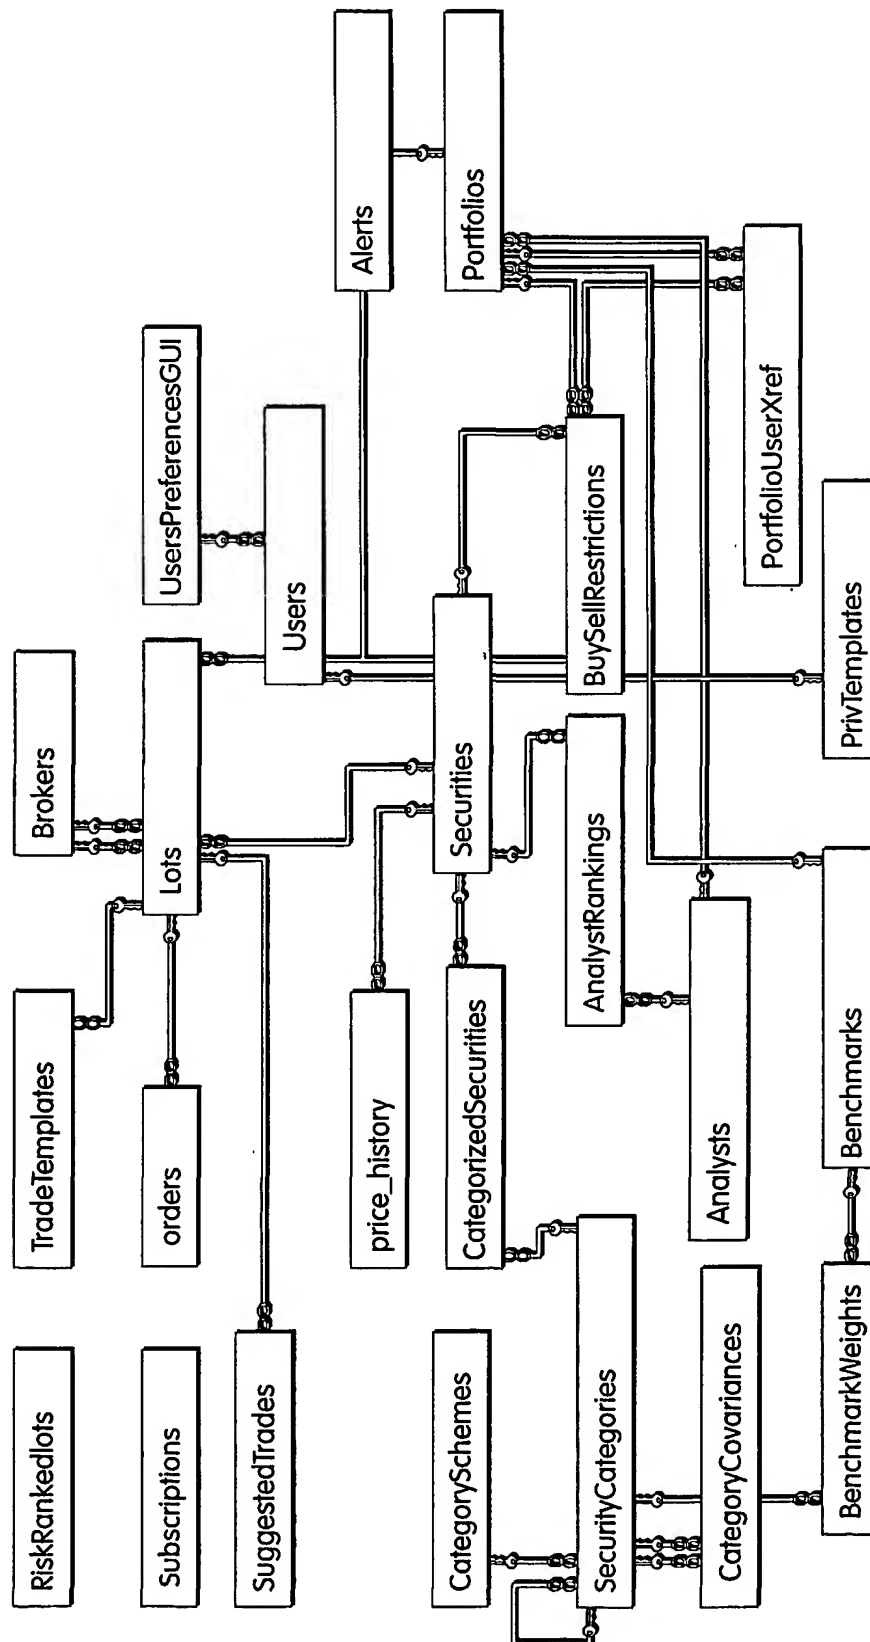 RiskRankedlots
TradeTemplates
Brokers
Subscriptions
orders
Lots
UsersPreferencesGUI
SuggestedTrades
Users
price_history
Alerts
CategorySchemes
CategorizedSecurities
Securities
Portfolios
SecurityCategories
AnalystRankings
BuySellRestrictions
CategoryCovariances
Analysts
PortfolioUserXref
BenchmarkWeights
Benchmarks
PrivTemplates